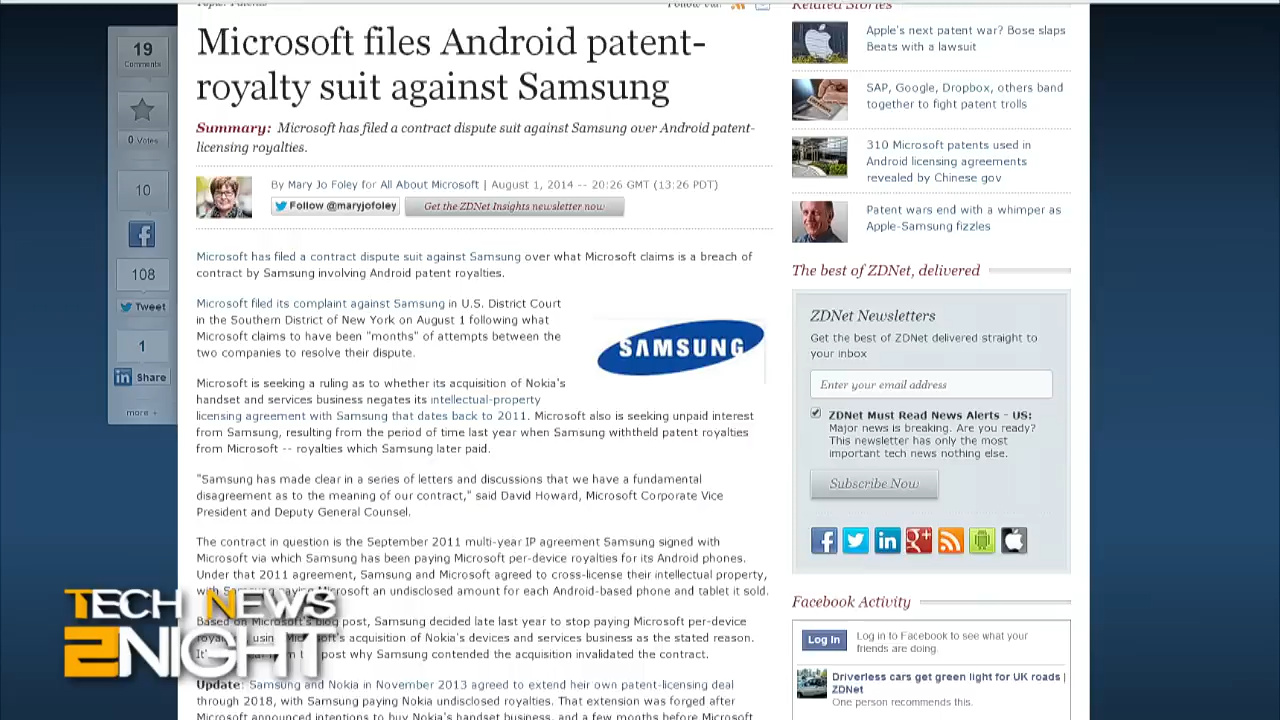 Follow via:
Microsoft files Android patent-
royalty suit against Samsung
Summary: Microsoft has filed a contract dispute suit against Samsung over Android patent-
licensing royalties.
By Mary Jo Foley for All About Microsoft | August 1, 2014 -- 20:26 GMT (13:26 PDT)
Follow @maryjofoley
Get the ZDNet Insights newsletter now
19
Comments
0 Votes
10
108
Tweet
1
in Share
more +
Microsoft has filed a contract dispute suit against Samsung over what Microsoft claims is a breach of
contract by Samsung involving Android patent royalties.
Microsoft filed its complaint against Samsung in U.S. District Court
in the Southern District of New York on August 1 following what
Microsoft claims to have been "months" of attempts between the
two companies to resolve their dispute.
SAMSUNG
Microsoft is seeking a ruling as to whether its acquisition of Nokia's
handset and services business negates its intellectual-property
licensing agreement with Samsung that dates back to 2011. Microsoft also is seeking unpaid interest
from Samsung, resulting from the period of time last year when Samsung withheld patent royalties
from Microsoft -- royalties which Samsung later paid.
"Samsung has made clear in a series of letters and discussions that we have a fundamental
disagreement as to the meaning of our contract," said David Howard, Microsoft Corporate Vice
President and Deputy General Counsel.
The contract in question is the September 2011 multi-year IP agreement Samsung signed with
Microsoft via which Samsung has been paying Microsoft per-device royalties for its Android phones.
Under that 2011 agreement, Samsung and Microsoft agreed to cross-license their intellectual property,
with Samsung paying Microsoft an undisclosed amount for each Android-based phone and tablet it sold.
Based on Microsoft's blog post, Samsung decided late last year to stop paying Microsoft per-device
using Microsoft's acquisition of Nokia's devices and services business as the stated reason.
post why Samsung contended the acquisition invalidated the contract.
Update: Samsung and Nokia in November 2013 agreed to extend heir own patent-licensing deal
through 2018, with Samsung paying Nokia undisclosed royalties. That extension was forged after
Microsoft announced intentions to buy Nokia's handset business, and a few months before Microsoft
TECH NEWS
2NIGHT
Related Stories
Apple's next patent war? Bose slaps
Beats with a lawsuit
SAP, Google, Dropbox, others band
together to fight patent trolls
310 Microsoft patents used in
Android licensing agreements
revealed by Chinese gov
Patent wars end with a whimper as
Apple-Samsung fizzles
The best of ZDNet, delivered
ZDNet Newsletters
Get the best of ZDNet delivered straight to
your inbox
Enter your email address
ZDNet Must Read News Alerts - US:
Major news is breaking. Are you ready?
This newsletter has only the most
important tech news nothing else.
Subscribe Now
Facebook Activity
Log In
Log in to Facebook to see what your
friends are doing.
Driverless cars get green light for UK roads |
ZDNet
One person recommends this.